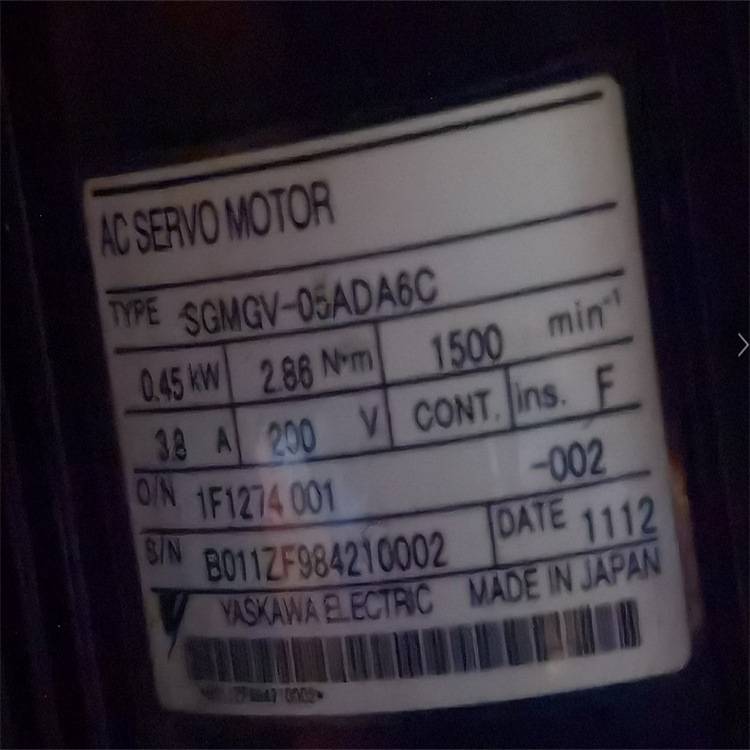 AC SERVO MOTOR
TYPE SGMGV-05ADA6C
0.45 kW 2.86 N·m 1500 min⁻¹
3.8 A 200 V CONT. ins. F
O/N 1F1274 001 -002
S/N B011ZF984210002 DATE 1112
YASKAWA ELECTRIC MADE IN JAPAN